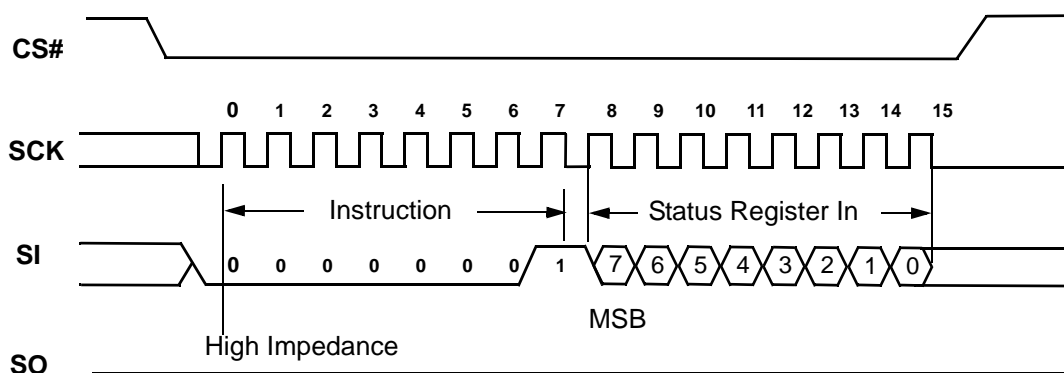 CS#
0 1 2 3 4 5 6 7 8 9 10 11 12 13 14 15
SCK
Instruction Status Register In
SI
0 0 0 0 0 0 0 1 7 6 5 4 3 2 1 0
MSB
High Impedance
SO